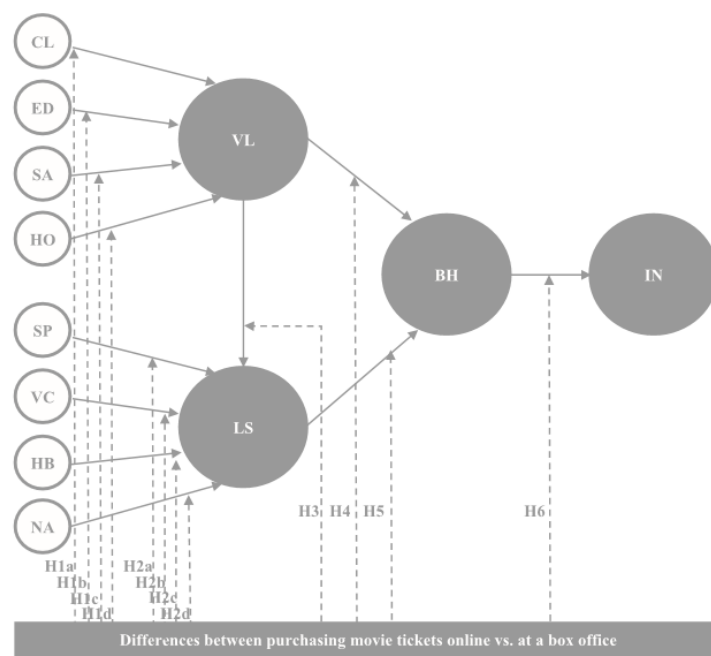 CL
ED
VL
SA
HO
BH
IN
SP
VC
LS
HB
NA
H3
H4
H5
H6
H1a
H1b
H1c
H1d
H2a
H2b
H2c
H2d
Differences between purchasing movie tickets online vs. at a box office